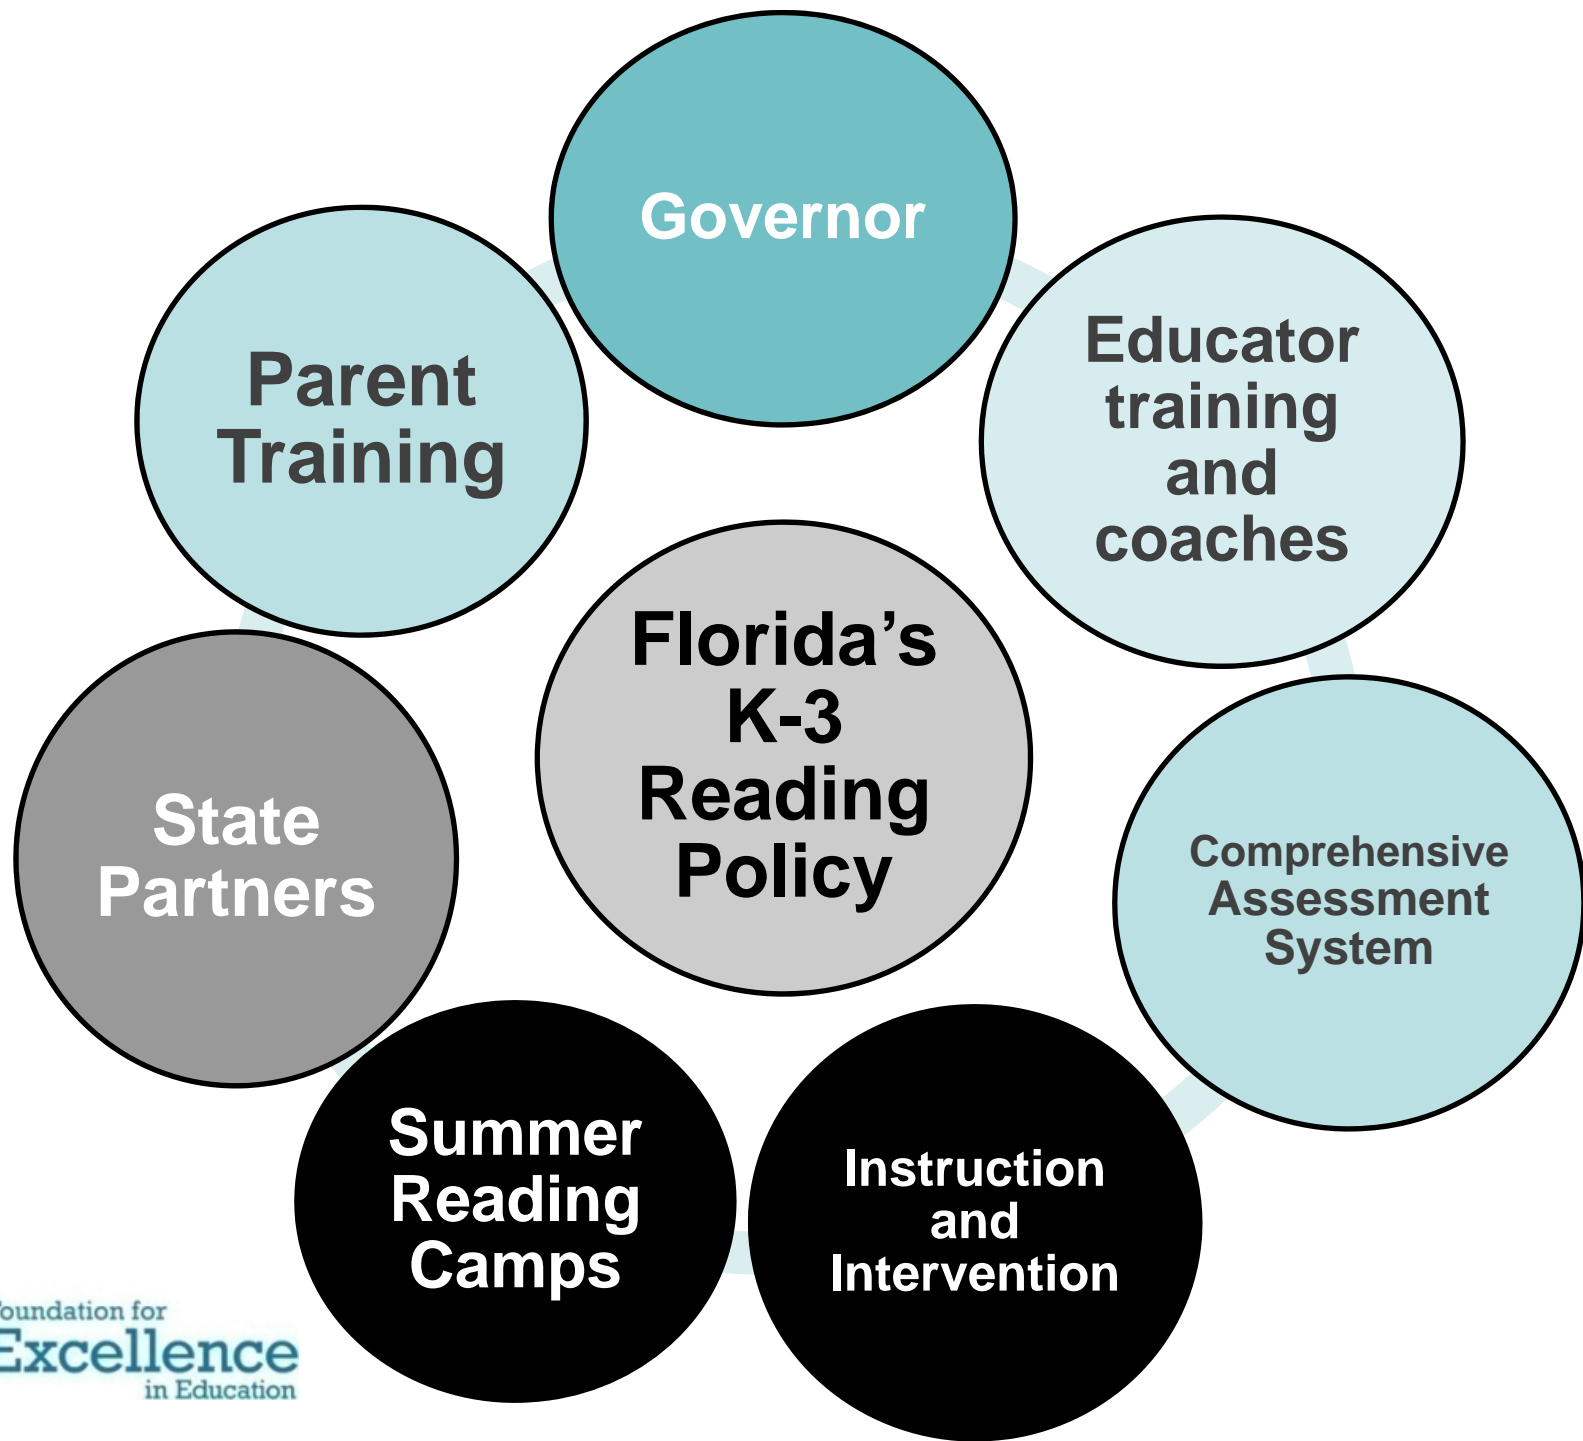 Governor
Educator
training
and
coaches
Parent
Training
Florida’s
K-3
Reading
Policy
Comprehensive
Assessment
System
State
Partners
Instruction
and
Intervention
Summer
Reading
Camps
Foundation for
Excellence
in Education